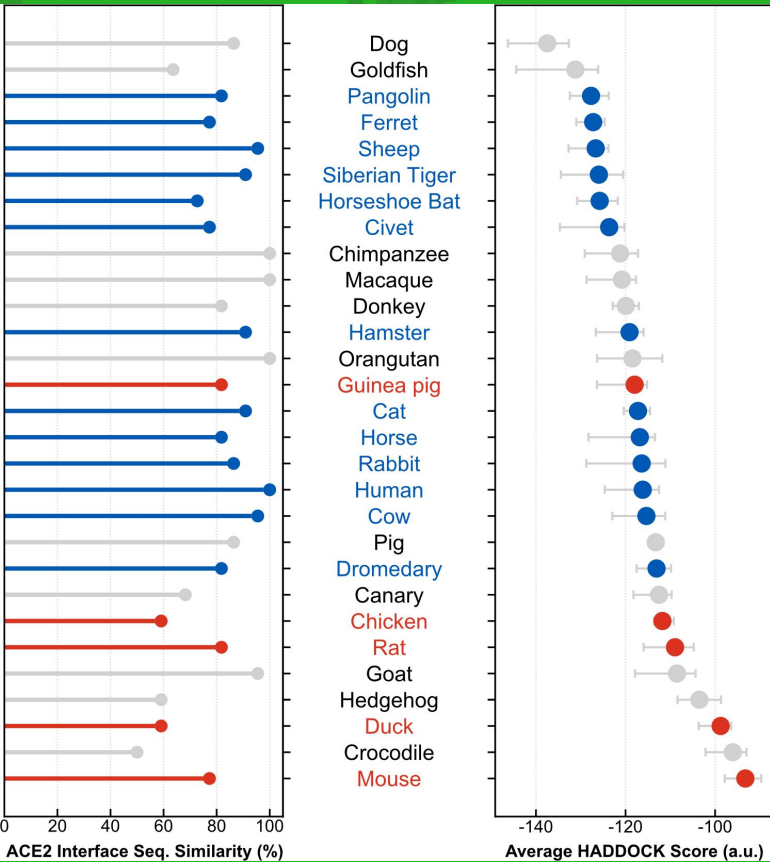 Dog
Goldfish
Pangolin
Ferret
Sheep
Siberian Tiger
Horseshoe Bat
Civet
Chimpanzee
Macaque
Donkey
Hamster
Orangutan
Guinea pig
Cat
Horse
Rabbit
Human
Cow
Pig
Dromedary
Canary
Chicken
Rat
Goat
Hedgehog
Duck
Crocodile
Mouse
0 20 40 60 80 100
ACE2 Interface Seq. Similarity (%)
-140 -120 -100
Average HADDOCK Score (a.u.)